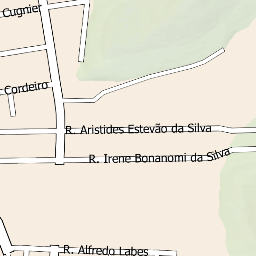 Cugnier
Cordeiro
R. Aristides Estevão da Silva
R. Irene Bonanomi da Silva
R. Alfredo Labes